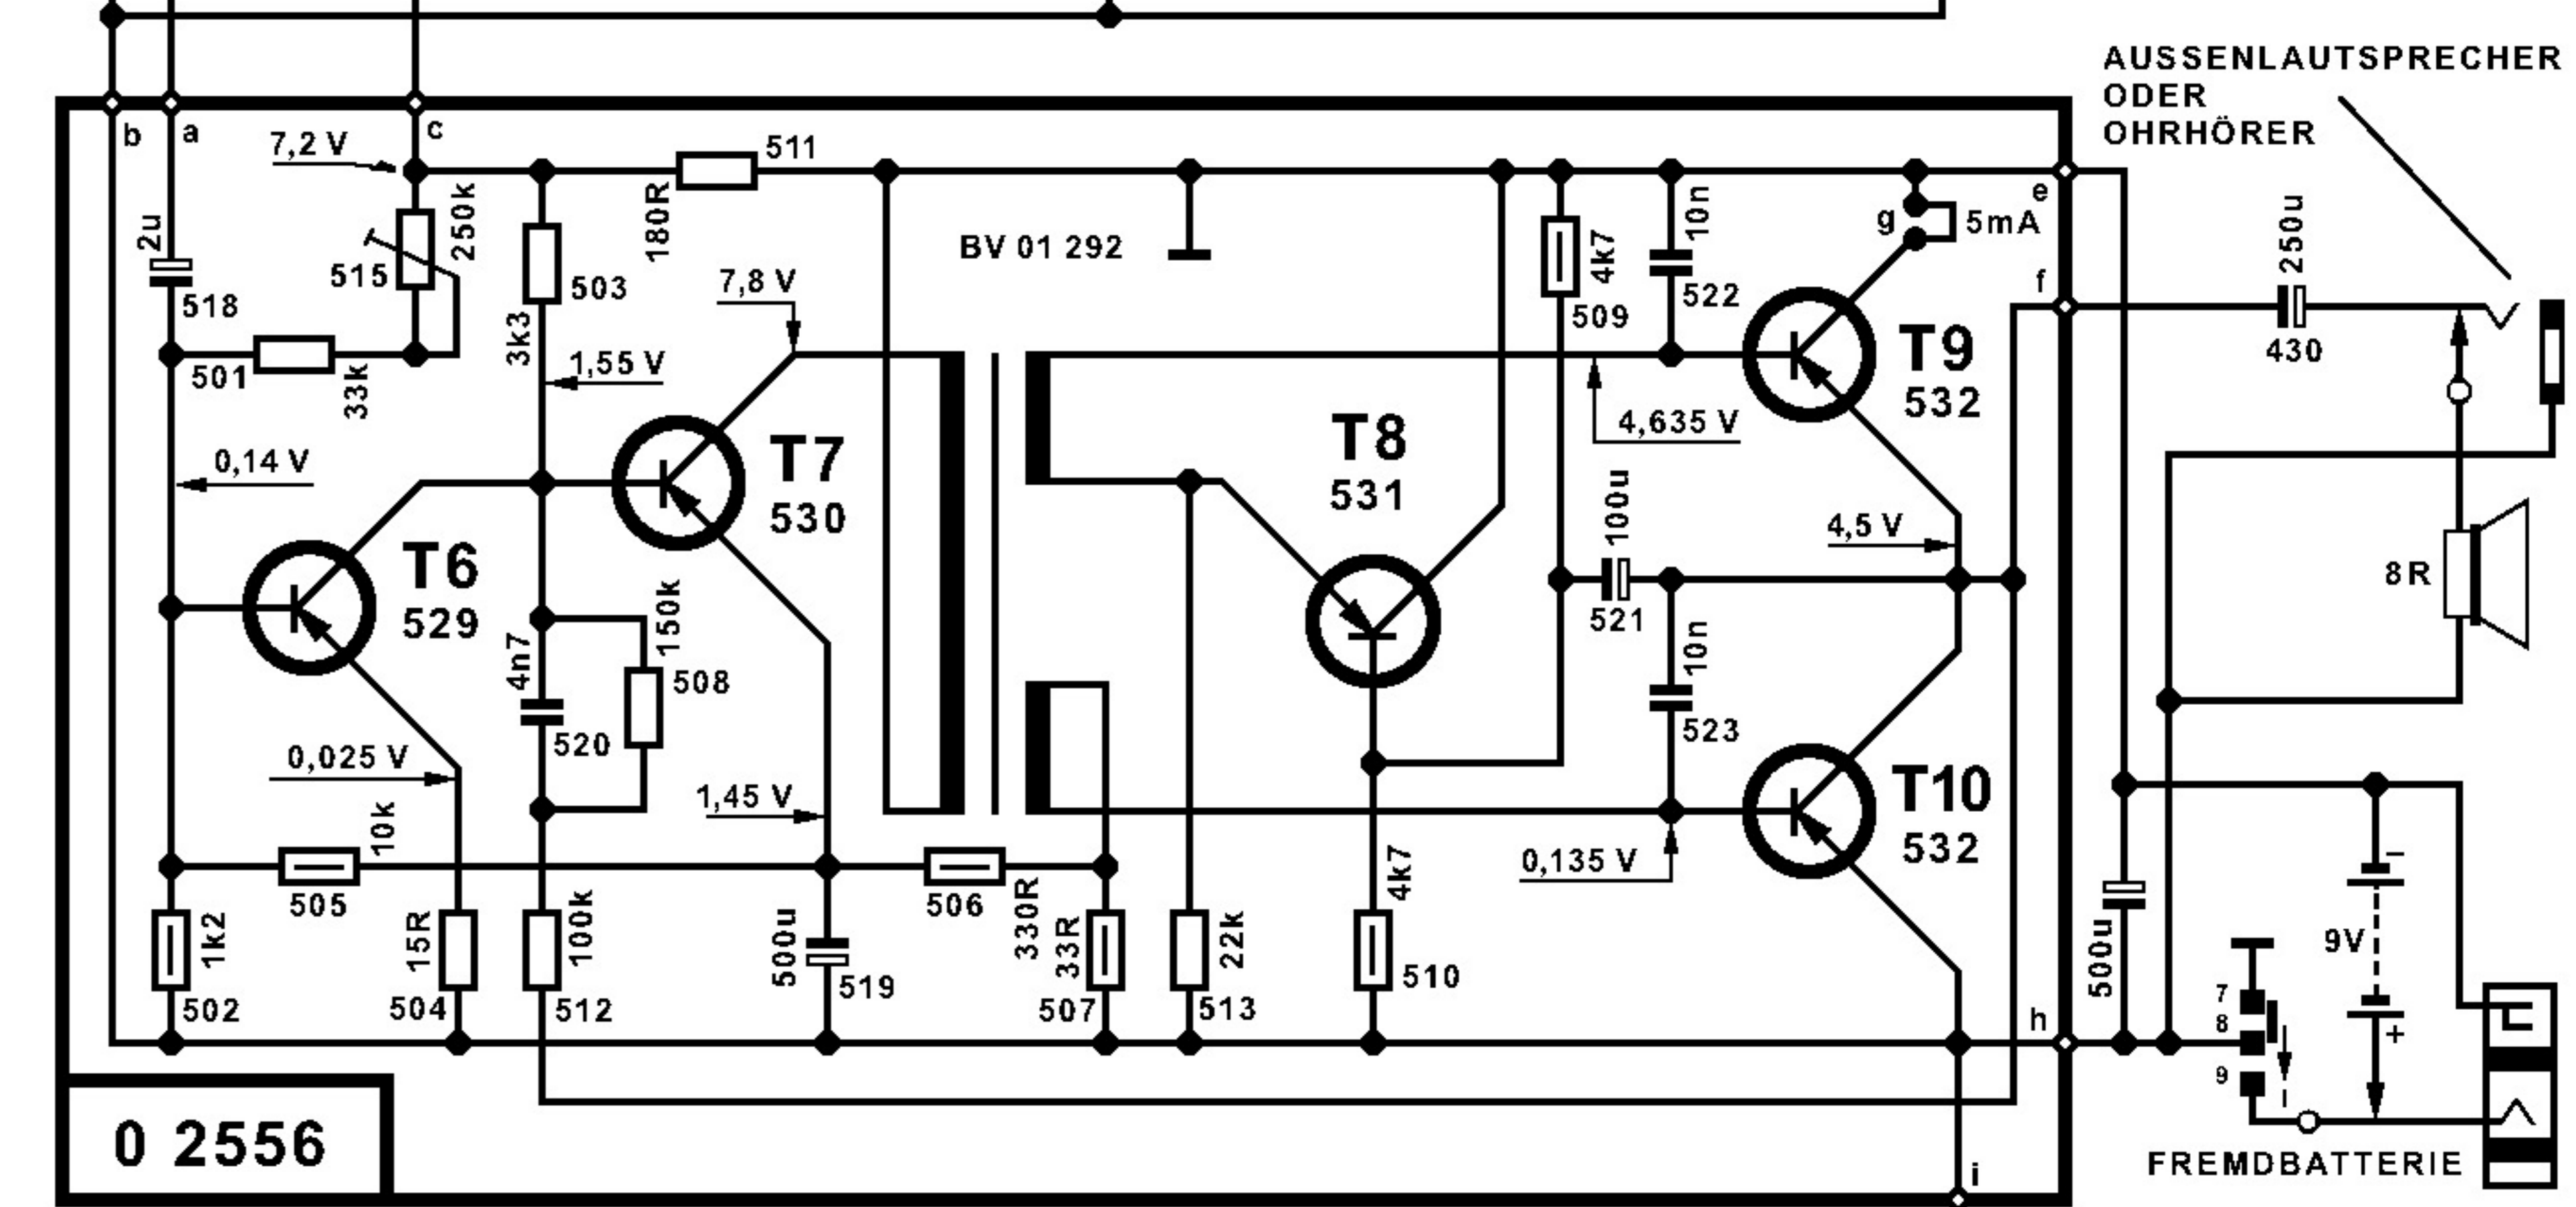 AUSSENLAUTSPRECHER
ODER
OHRHÖRER
b
a
c
7,2 V
511
180R
250k
2u
515
518
503
3k3
BV 01 292
7,8 V
1,55 V
501
33k
4k7
509
10n
522
g
5mA
e
f
250u
430
T9
532
4,635 V
T8
531
T7
530
0,14 V
T6
529
100u
521
4,5 V
8R
4n7
520
150k
508
10n
523
T10
532
0,025 V
1,45 V
0,135 V
10k
505
506
330R
1k2
502
15R
504
100k
512
500u
519
33R
507
22k
513
4k7
510
h
500u
9V
−
+
7
8
9
FREMDBATTERIE
0 2556
i